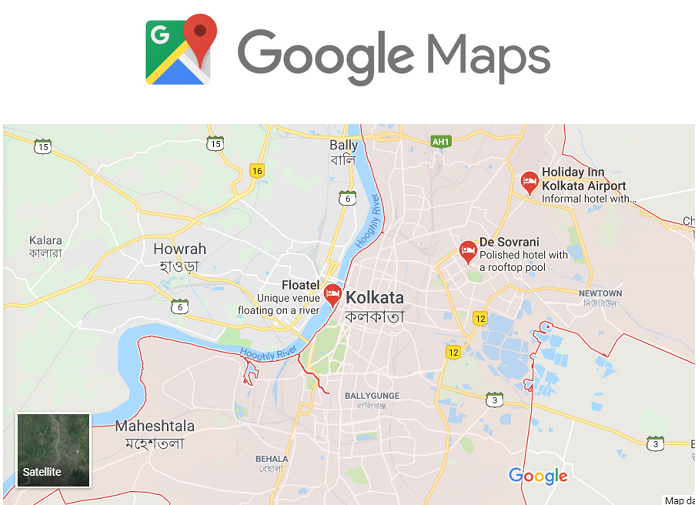 G
Google Maps
Bally
বালি
AH1
15
15
16
6
Holiday Inn
Kolkata Airport
Informal hotel with...
Hooghly River
Kalara
কালারা
Howrah
হাওড়া
De Sovrani
Polished hotel with
a rooftop pool
Floatel
Unique venue
floating on a river
Kolkata
কলকাতা
NEWTOWN
নিউটাউন
6
12
Hooghly River
12
BALLYGUNGE
বালিগঞ্জ
3
Maheshtala
মহেশতলা
3
BEHALA
বেহালা
Satellite
Google
Map da